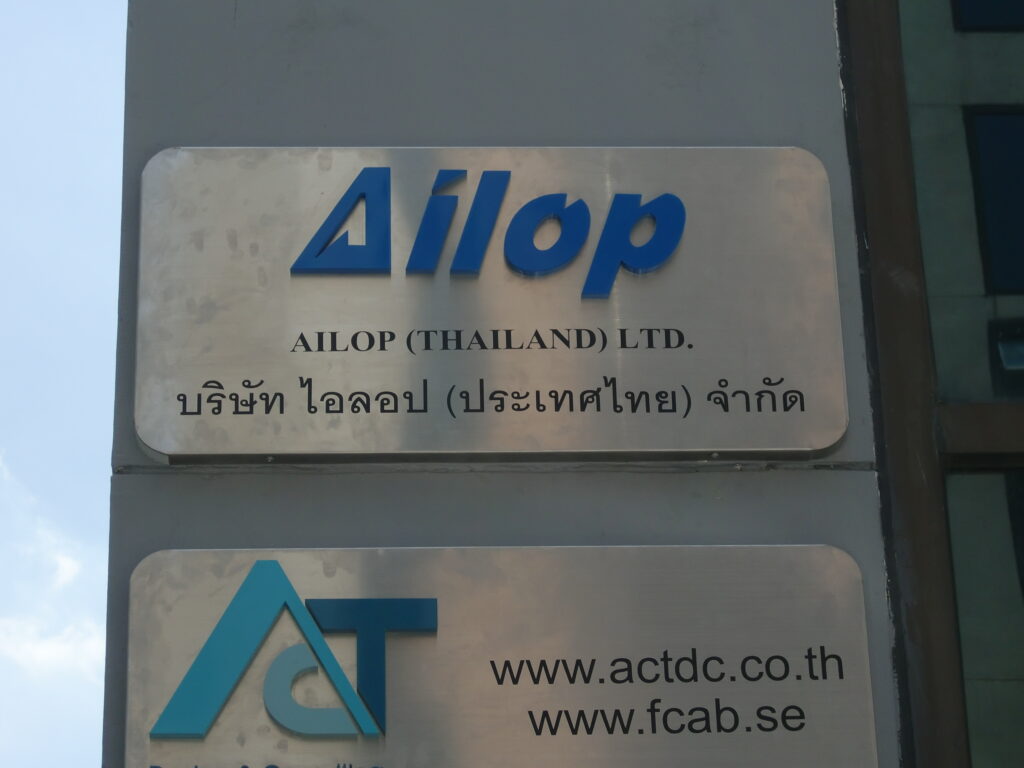 Ailop
AILOP (THAILAND) LTD.
บริษัท ไอลอป (ประเทศไทย) จำกัด
ACT
www.actdc.co.th
www.fcab.se